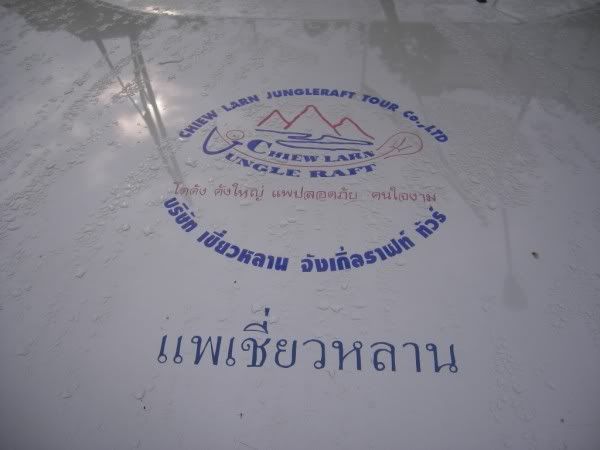 CHIEW LARN JUNGLERAFT TOUR Co.,LTD
CHIEW LARN
JUNGLE RAFT
โด่ดัง ตั้งใหญ่ แพปลอดภัย คนใจงาม
บริษัท เชี่ยวหลาน จังเกิ้ลราฟท์ ทัวร์
แพเชี่ยวหลาน